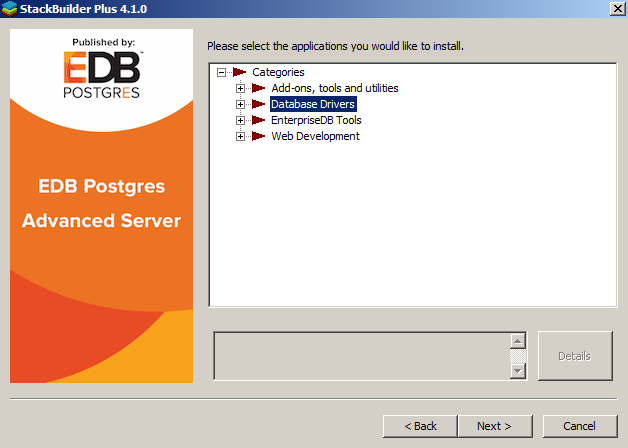 StackBuilder Plus 4.1.0
Published by:
EDB™
POSTGRES
EDB Postgres
Advanced Server
Please select the applications you would like to install.
Categories
Add-ons, tools and utilities
Database Drivers
EnterpriseDB Tools
Web Development
Details
< Back
Next >
Cancel